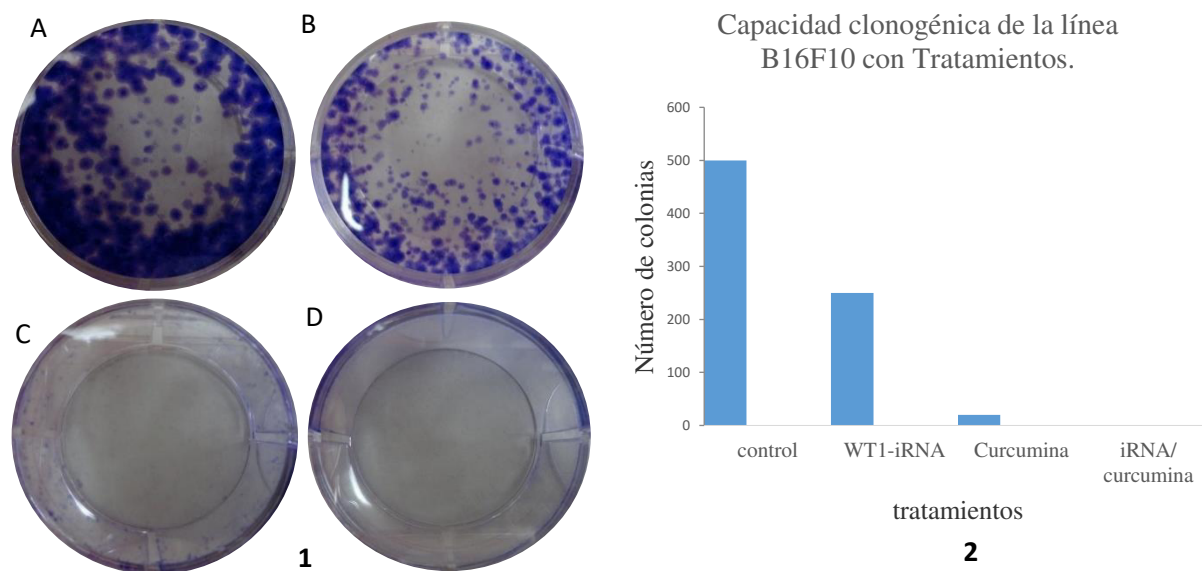 A
B
C
D
1
Capacidad clonogénica de la línea
B16F10 con Tratamientos.
Número de colonias
600
500
400
300
200
100
0
control
WT1-iRNA
Curcumina
iRNA/
curcumina
tratamientos
2